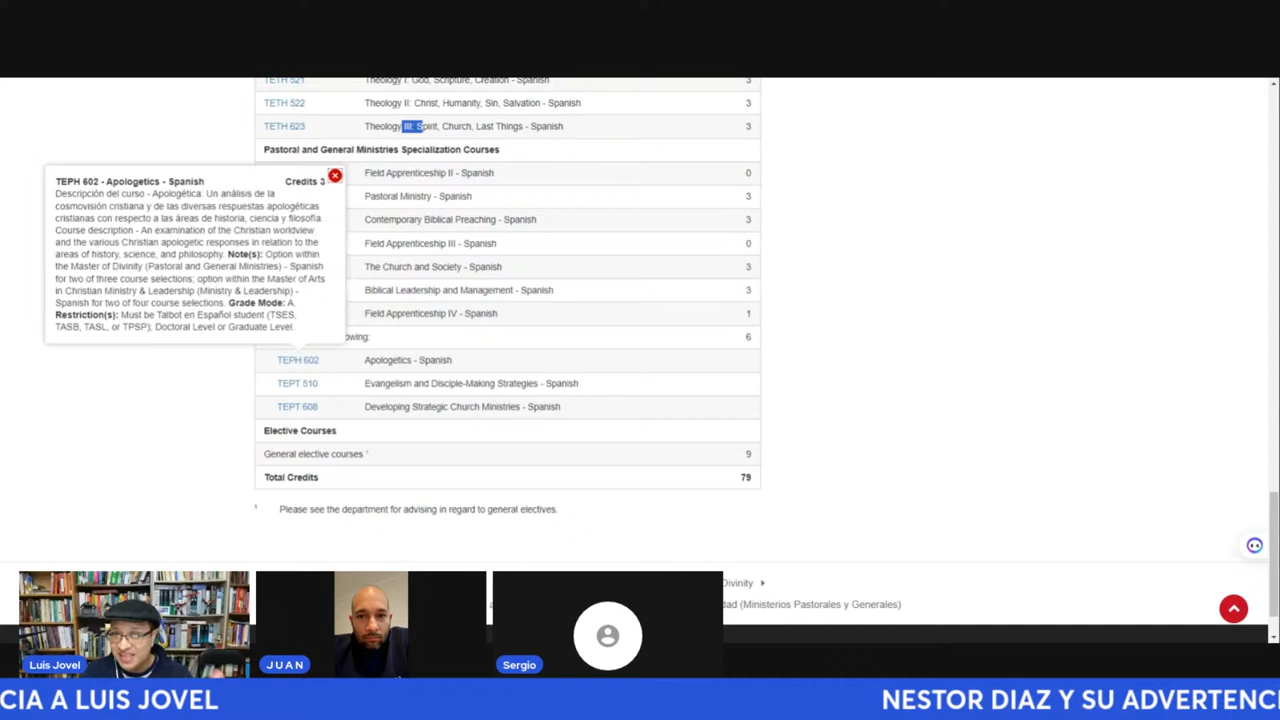 TETH 521 Theology I: God, Scripture, Creation - Spanish 3
TETH 522 Theology II: Christ, Humanity, Sin, Salvation - Spanish 3
TETH 623 Theology III: Spirit, Church, Last Things - Spanish 3
Pastoral and General Ministries Specialization Courses
Field Apprenticeship II - Spanish 0
Pastoral Ministry - Spanish 3
Contemporary Biblical Preaching - Spanish 3
Field Apprenticeship III - Spanish 0
The Church and Society - Spanish 3
Biblical Leadership and Management - Spanish 3
Field Apprenticeship IV - Spanish 1
owing: 6
TEPH 602 - Apologetics - Spanish Credits 3
Descripción del curso - Apologética: Un análisis de la
cosmovisión cristiana y de las diversas respuestas apologéticas
cristianas con respecto a las áreas de historia, ciencia y filosofía.
Course description - An examination of the Christian worldview
and the various Christian apologetic responses in relation to the
areas of history, science, and philosophy. Note(s): Option within
the Master of Divinity (Pastoral and General Ministries) - Spanish
for two of three course selections; option within the Master of Arts
in Christian Ministry & Leadership (Ministry & Leadership) -
Spanish for two of four course selections. Grade Mode: A.
Restriction(s): Must be Talbot en Español student (TSES,
TASB, TASL, or TPSP); Doctoral Level or Graduate Level.
TEPH 602 Apologetics - Spanish
TEPT 510 Evangelism and Disciple-Making Strategies - Spanish
TEPT 608 Developing Strategic Church Ministries - Spanish
Elective Courses
General elective courses ¹ 9
Total Credits 79
¹ Please see the department for advising in regard to general electives.
Divinity
dad (Ministerios Pastorales y Generales)
Luis Jovel
J U A N
Sergio
CIA A LUIS JOVEL NESTOR DIAZ Y SU ADVERTENC